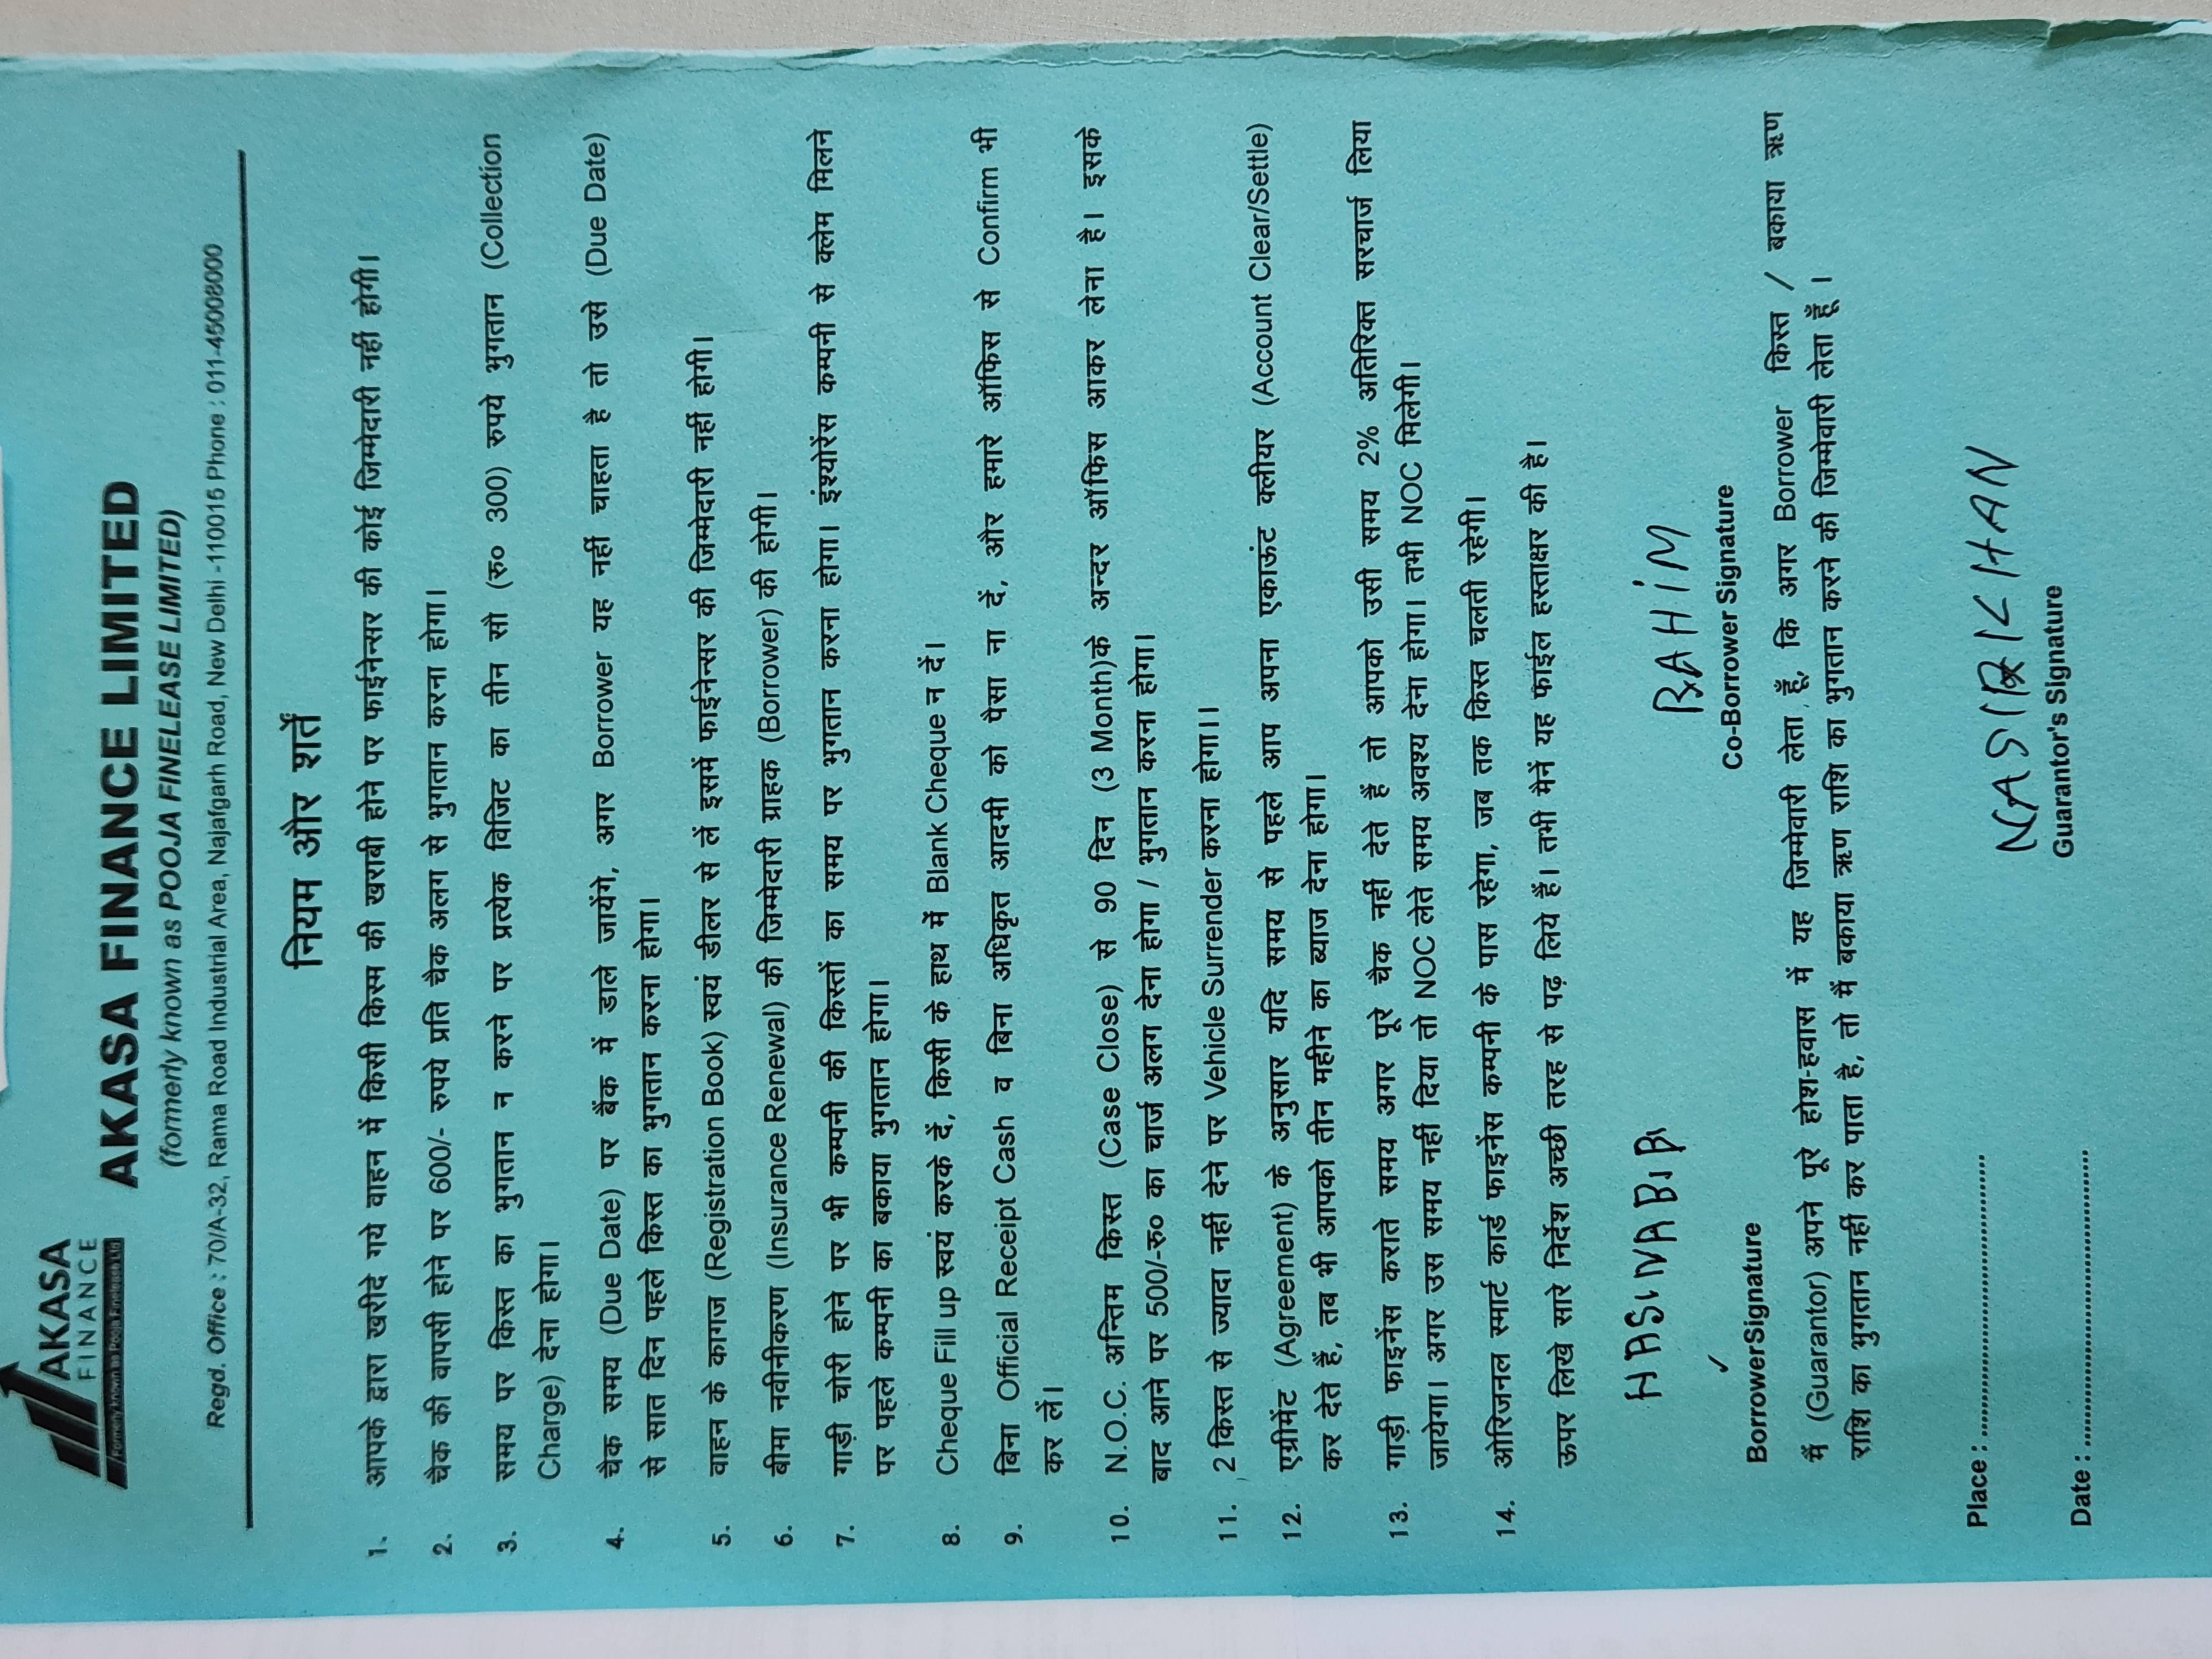 AKASA
FINANCE
Formerly known as Pooja Finelease Ltd
AKASA FINANCE LIMITED
(formerly known as POOJA FINELEASE LIMITED)
Regd. Office : 70/A-32, Rama Road Industrial Area, Najafgarh Road, New Delhi -110015 Phone : 011-45008000
नियम और शर्तें
1. आपके द्वारा खरीदे गये वाहन में किसी किस्म की खराबी होने पर फाईनेन्सर की कोई जिम्मेदारी नहीं होगी।
2. चैक की वापसी होने पर 600/- रुपये प्रति चैक अलग से भुगतान करना होगा।
3. समय पर किस्त का भुगतान न करने पर प्रत्येक विजिट का तीन सौ (रु० 300) रुपये भुगतान (Collection
Charge) देना होगा।
4. चैक समय (Due Date) पर बैंक में डाले जायेंगे, अगर Borrower यह नहीं चाहता है तो उसे (Due Date)
से सात दिन पहले किस्त का भुगतान करना होगा।
5. वाहन के कागज (Registration Book) स्वयं डीलर से लें इसमें फाईनेन्सर की जिम्मेदारी नहीं होगी।
6. बीमा नवीनीकरण (Insurance Renewal) की जिम्मेदारी ग्राहक (Borrower) की होगी।
7. गाड़ी चोरी होने पर भी कम्पनी की किस्तों का समय पर भुगतान करना होगा। इंश्योरेंस कम्पनी से क्लेम मिलने
पर पहले कम्पनी का बकाया भुगतान होगा।
8. Cheque Fill up स्वयं करके दें, किसी के हाथ में Blank Cheque न दें।
9. बिना Official Receipt Cash व बिना अधिकृत आदमी को पैसा ना दें, और हमारे ऑफिस से Confirm भी
कर लें।
10. N.O.C. अन्तिम किस्त (Case Close) से 90 दिन (3 Month)के अन्दर ऑफिस आकर लेना है। इसके
बाद आने पर 500/-रु० का चार्ज अलग देना होगा / भुगतान करना होगा।
11. 2 किस्त से ज्यादा नहीं देने पर Vehicle Surrender करना होगा।।
12. एग्रीमेंट (Agreement) के अनुसार यदि समय से पहले आप अपना एकाऊंट क्लीयर (Account Clear/Settle)
कर देते हैं, तब भी आपको तीन महीने का ब्याज देना होगा।
13. गाड़ी फाइनेंस कराते समय अगर पूरे चैक नहीं देते हैं तो आपको उसी समय 2% अतिरिक्त सरचार्ज लिया
जायेगा। अगर उस समय नहीं दिया तो NOC लेते समय अवश्य देना होगा। तभी NOC मिलेगी।
14. ओरिजनल स्मार्ट कार्ड फाइनेंस कम्पनी के पास रहेगा, जब तक किस्त चलती रहेगी।
ऊपर लिखे सारे निर्देश अच्छी तरह से पढ़ लिये हैं। तभी मैनें यह फाईल हस्ताक्षर की है।
HASINA BIBI
RAHIM
BorrowerSignature
Co-Borrower Signature
मैं (Guarantor) अपने पूरे होश-हवास में यह जिम्मेवारी लेता हूँ, कि अगर Borrower किस्त / बकाया ऋण
राशि का भुगतान नहीं कर पाता है, तो मैं बकाया ऋण राशि का भुगतान करने की जिम्मेवारी लेता हूँ ।
Place : ........................................
NASIR KHAN
Guarantor's Signature
Date : ..........................................